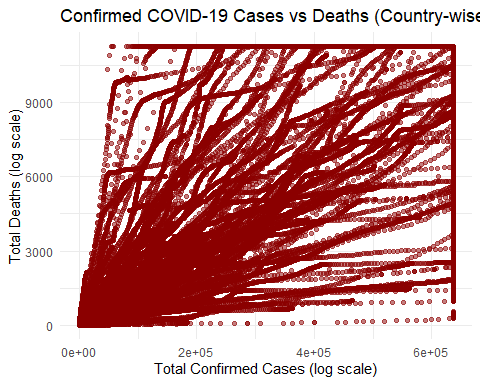 Confirmed COVID-19 Cases vs Deaths (Country-wise
Total Deaths (log scale)
9000
6000
3000
0
0e+00 2e+05 4e+05 6e+05
Total Confirmed Cases (log scale)